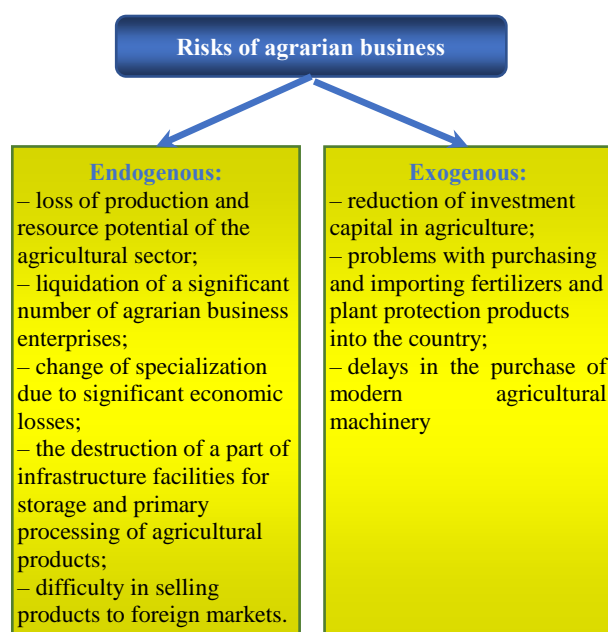 Risks of agrarian business
Endogenous:
– loss of production and
resource potential of the
agricultural sector;
– liquidation of a significant
number of agrarian business
enterprises;
– change of specialization
due to significant economic
losses;
– the destruction of a part of
infrastructure facilities for
storage and primary
processing of agricultural
products;
– difficulty in selling
products to foreign markets.
Exogenous:
– reduction of investment
capital in agriculture;
– problems with purchasing
and importing fertilizers and
plant protection products
into the country;
– delays in the purchase of
modern agricultural
machinery